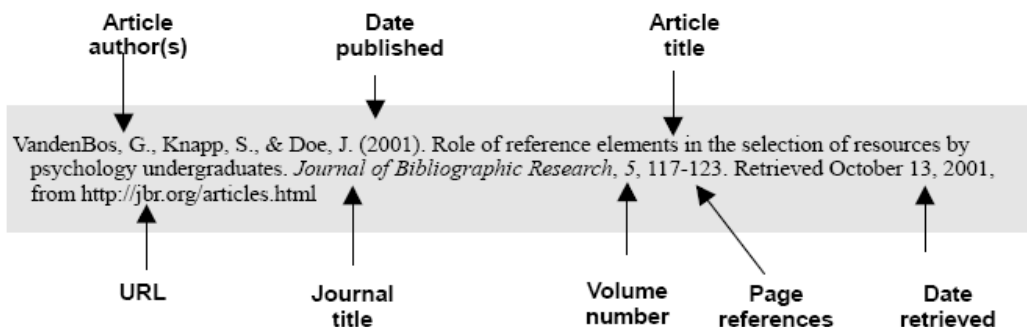 Article
author(s)
Date
published
Article
title
VandenBos, G., Knapp, S., & Doe, J. (2001). Role of reference elements in the selection of resources by
psychology undergraduates. Journal of Bibliographic Research, 5, 117-123. Retrieved October 13, 2001,
from http://jbr.org/articles.html
URL
Journal
title
Volume
number
Page
references
Date
retrieved